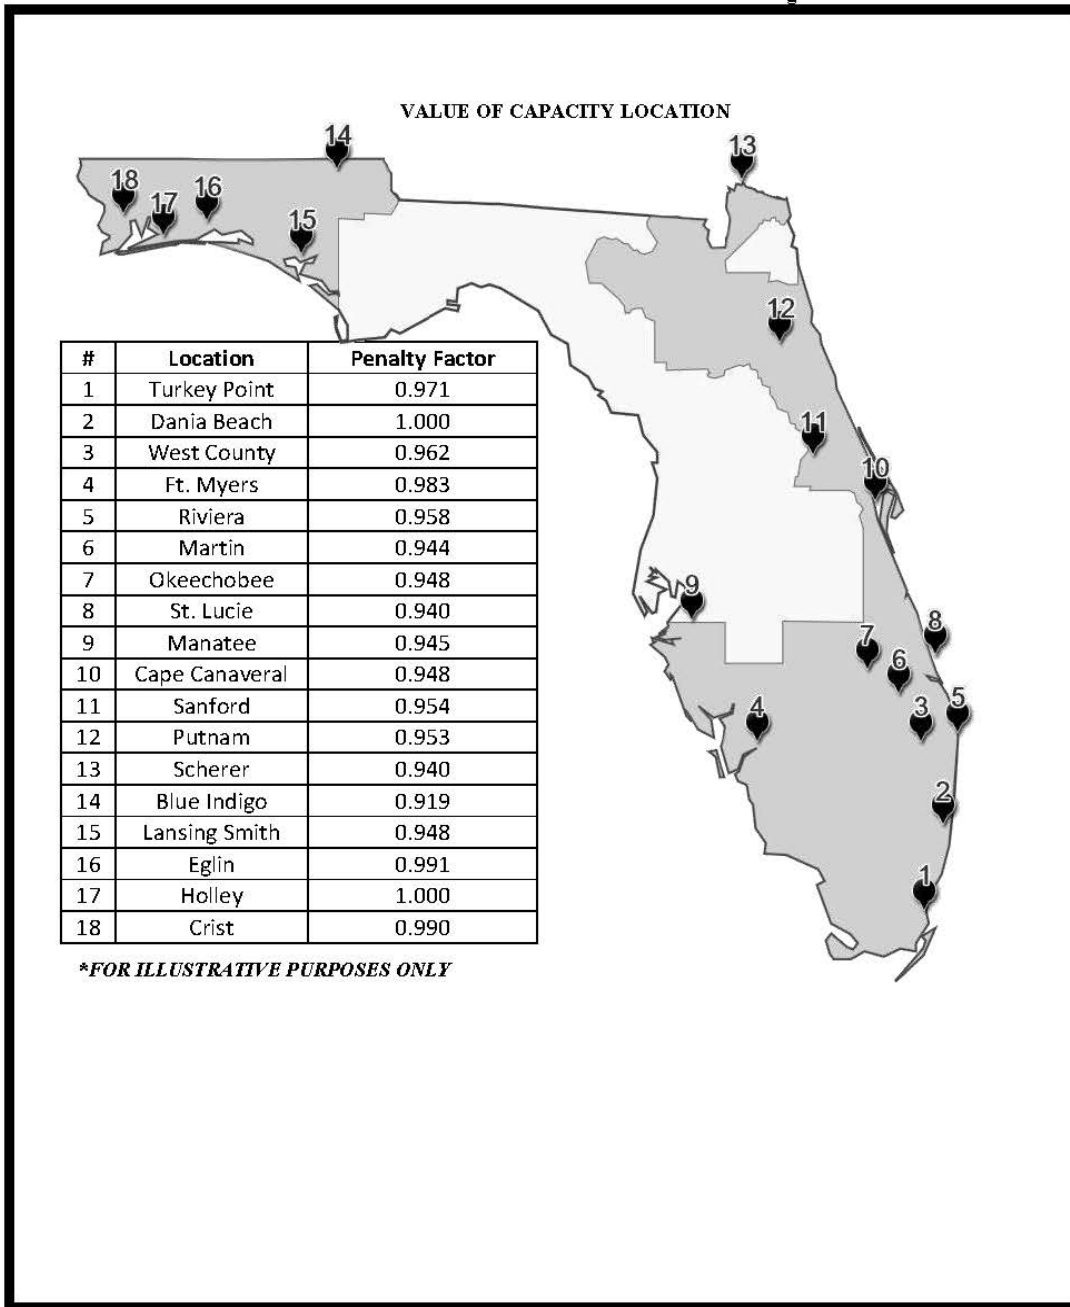 VALUE OF CAPACITY LOCATION
14
13
18
16
17
15
12
# Location Penalty Factor
1 Turkey Point 0.971
2 Dania Beach 1.000
3 West County 0.962
4 Ft. Myers 0.983
5 Riviera 0.958
6 Martin 0.944
7 Okeechobee 0.948
8 St. Lucie 0.940
9 Manatee 0.945
10 Cape Canaveral 0.948
11 Sanford 0.954
12 Putnam 0.953
13 Scherer 0.940
14 Blue Indigo 0.919
15 Lansing Smith 0.948
16 Eglin 0.991
17 Holley 1.000
18 Crist 0.990
11
10
9
8
7
6
5
4
3
2
1
*FOR ILLUSTRATIVE PURPOSES ONLY